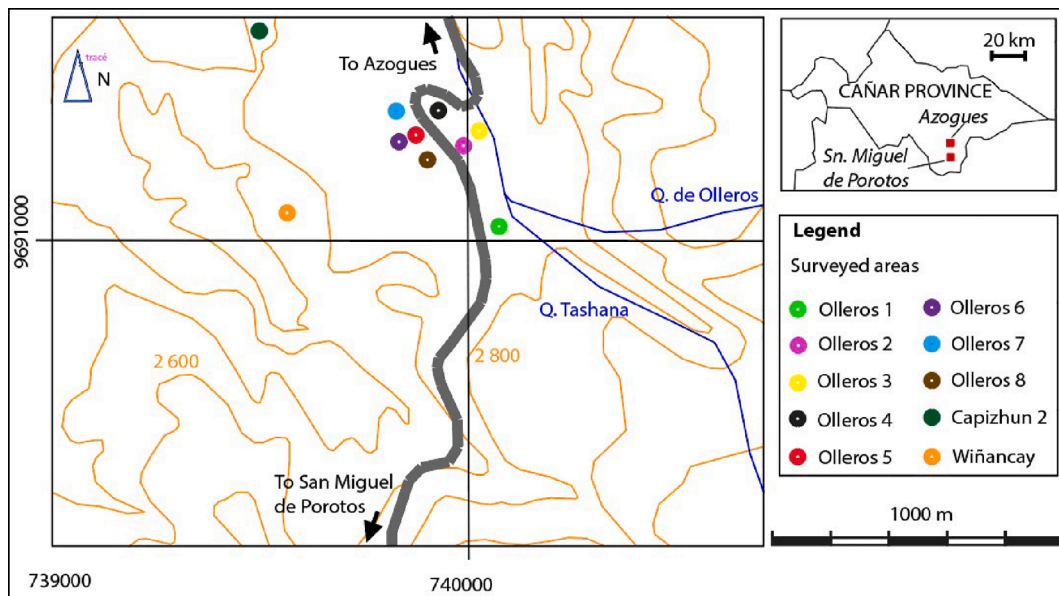 tracé
N
To Azogues
Q. de Olleros
Q. Tashana
2 600
2 800
To San Miguel
de Porotos
9691000
739000
740000
20 km
CAÑAR PROVINCE
Azogues
Sn. Miguel
de Porotos
Legend
Surveyed areas
Olleros 1
Olleros 2
Olleros 3
Olleros 4
Olleros 5
Olleros 6
Olleros 7
Olleros 8
Capizhun 2
Wiñancay
1000 m